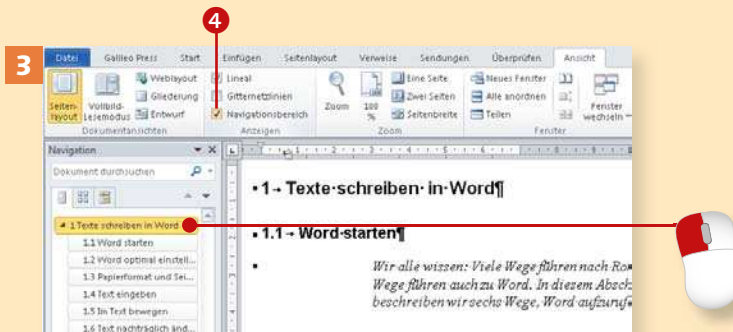 4
3
Datei Galileo Press Start Einfügen Seitenlayout Verweise Sendungen Überprüfen Ansicht
Seiten-layout
Vollbild-Lesemodus
Weblayout
Gliederung
Entwurf
Dokumentansichten
Lineal
Gitternetzlinien
Navigationsbereich
Anzeigen
Zoom
100 %
Eine Seite
Zwei Seiten
Seitenbreite
Zoom
Neues Fenster
Alle anordnen
Teilen
Fenster wechseln
Fenster
Navigation
Dokument durchsuchen
1 Texte schreiben in Word
1.1 Word starten
1.2 Word optimal einstell...
1.3 Papierformat und Sei...
1.4 Text eingeben
1.5 Im Text bewegen
1.6 Text nachträglich änd...
1 Texte·schreiben·in·Word¶
1.1 Word·starten¶
Wir alle wissen: Viele Wege führen nach
Wege führen auch zu Word. In diesem
beschreiben wir sechs Wege, Word